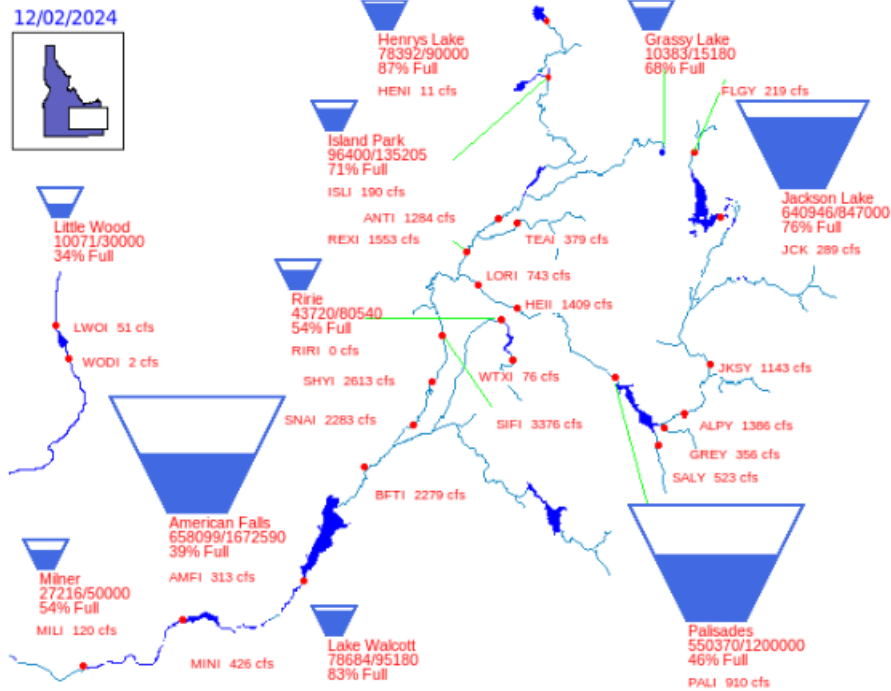 12/02/2024
Henrys Lake
78392/90000
87% Full
HENI 11 cfs
Grassy Lake
10383/15180
68% Full
FLGY 219 cfs
Island Park
96400/135205
71% Full
ISLI 190 cfs
Jackson Lake
640946/847000
76% Full
JCK 289 cfs
ANTI 1284 cfs
REXI 1553 cfs
TEAI 379 cfs
Little Wood
10071/30000
34% Full
LWOI 51 cfs
WODI 2 cfs
LORI 743 cfs
HEII 1409 cfs
Ririe
43720/80540
54% Full
RIRI 0 cfs
SHYI 2613 cfs
WTXI 76 cfs
JKSY 1143 cfs
SNAI 2283 cfs
SIFI 3376 cfs
ALPY 1386 cfs
GREY 356 cfs
SALY 523 cfs
BFTI 2279 cfs
American Falls
658099/1672590
39% Full
AMFI 313 cfs
Milner
27216/50000
54% Full
MILI 120 cfs
MINI 426 cfs
Lake Walcott
78684/95180
83% Full
Palisades
550370/1200000
46% Full
PALI 910 cfs